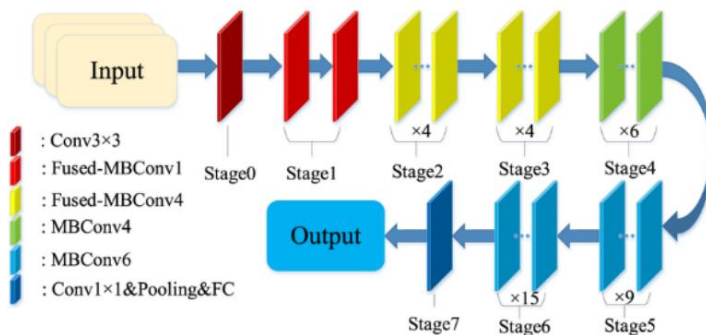 Input
×4
×4
×6
Stage0
Stage1
Stage2
Stage3
Stage4
: Conv3×3
: Fused-MBConv1
: Fused-MBConv4
: MBConv4
: MBConv6
: Conv1×1&Pooling&FC
Output
×15
×9
Stage7
Stage6
Stage5